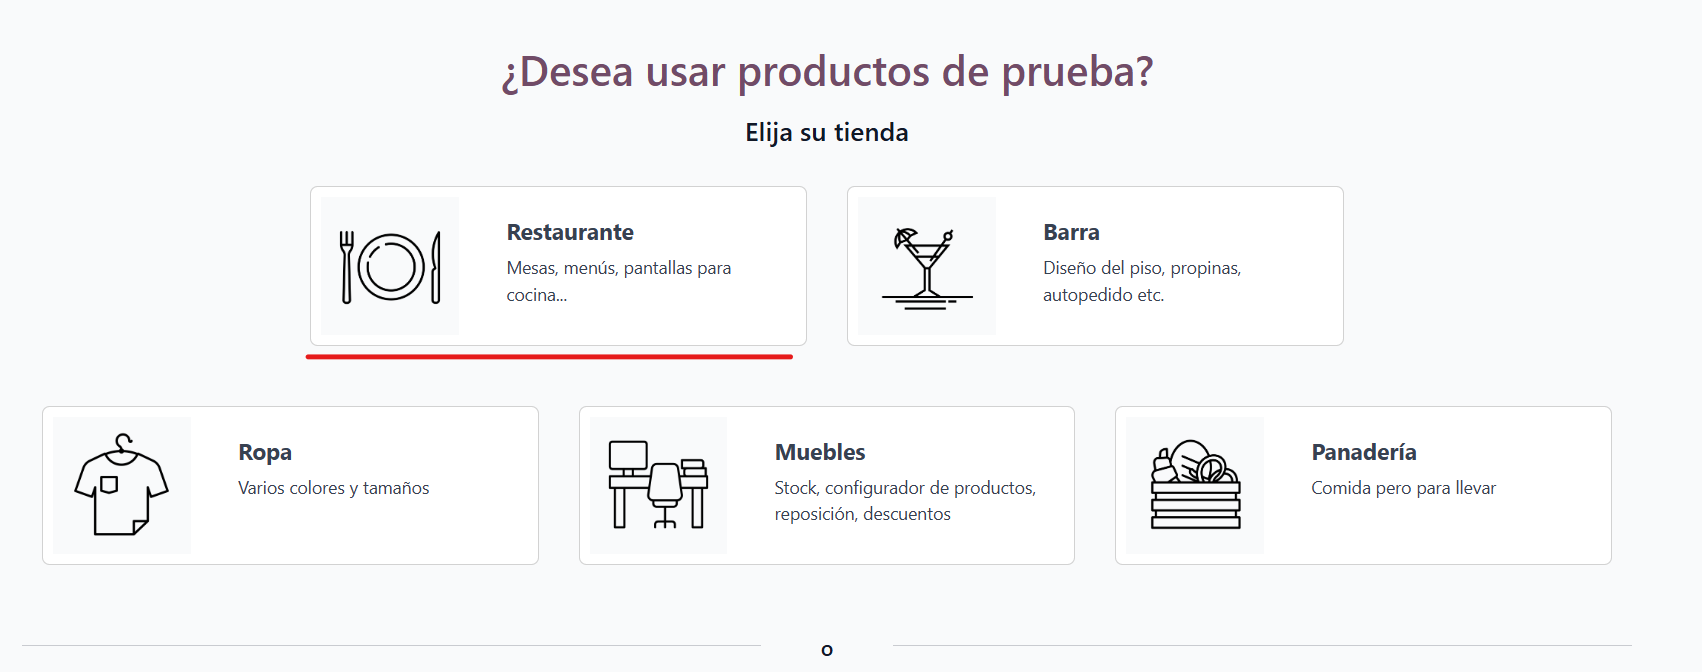 ¿Desea usar productos de prueba?
Elija su tienda
Restaurante
Mesas, menús, pantallas para
cocina...
Barra
Diseño del piso, propinas,
autopedido etc.
Ropa
Varios colores y tamaños
Muebles
Stock, configurador de productos,
reposición, descuentos
Panadería
Comida pero para llevar
O